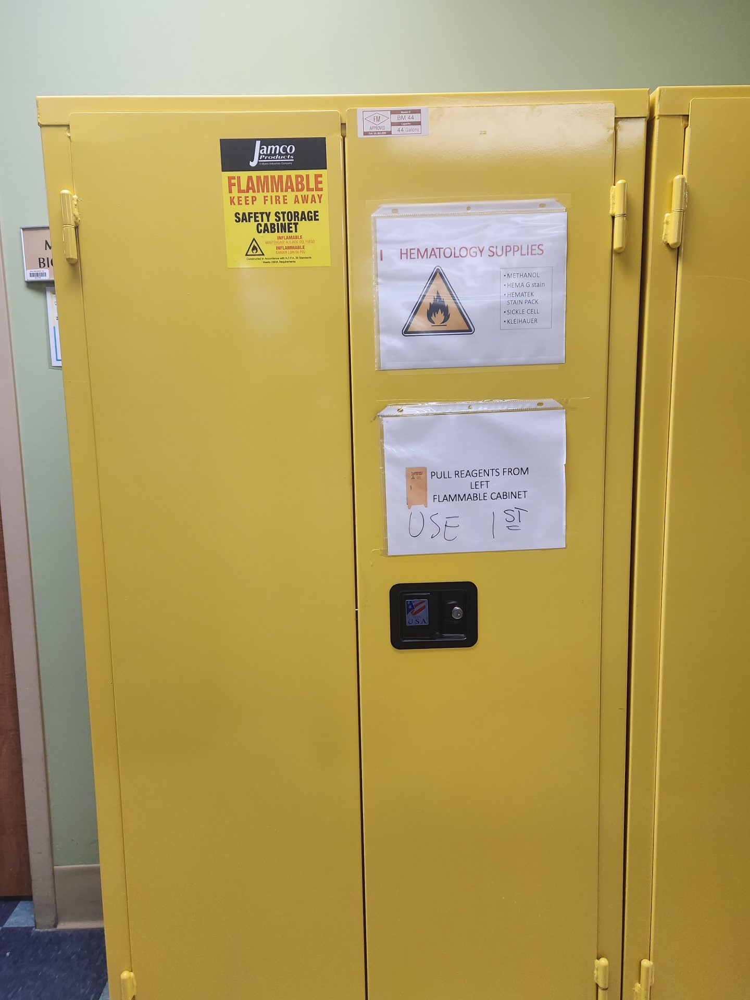 Jamco
Products
A Myers Industries Company
FLAMMABLE
KEEP FIRE AWAY
SAFETY STORAGE
CABINET
INFLAMABLE
MANTÉNGASE ALEJADO DEL FUEGO
INFLAMMABLE
GARDER LOIN DU FEU
Constructed in Accordance with N.F.P.A. 30 Standards
Meets OSHA Requirements
FM
APPROVED
Model #
BM 44
Capacity
44 Gallons
M
BIO
I HEMATOLOGY SUPPLIES
• METHANOL
• HEMA G stain
• HEMATEK
STAIN PACK
• SICKLE CELL
• KLEIHAUER
PULL REAGENTS FROM
LEFT
FLAMMABLE CABINET
USE 1ST
USA